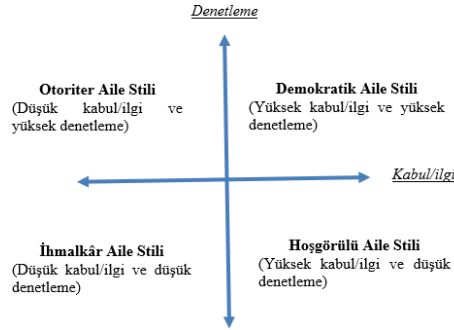 Denetleme
Otoriter Aile Stili
(Düşük kabul/ilgi ve
yüksek denetleme)
Demokratik Aile Stili
(Yüksek kabul/ilgi ve yüksek
denetleme)
Kabul/ilgi
İhmalkâr Aile Stili
(Düşük kabul/ilgi ve düşük
denetleme)
Hoşgörülü Aile Stili
(Yüksek kabul/ilgi ve düşük
denetleme)